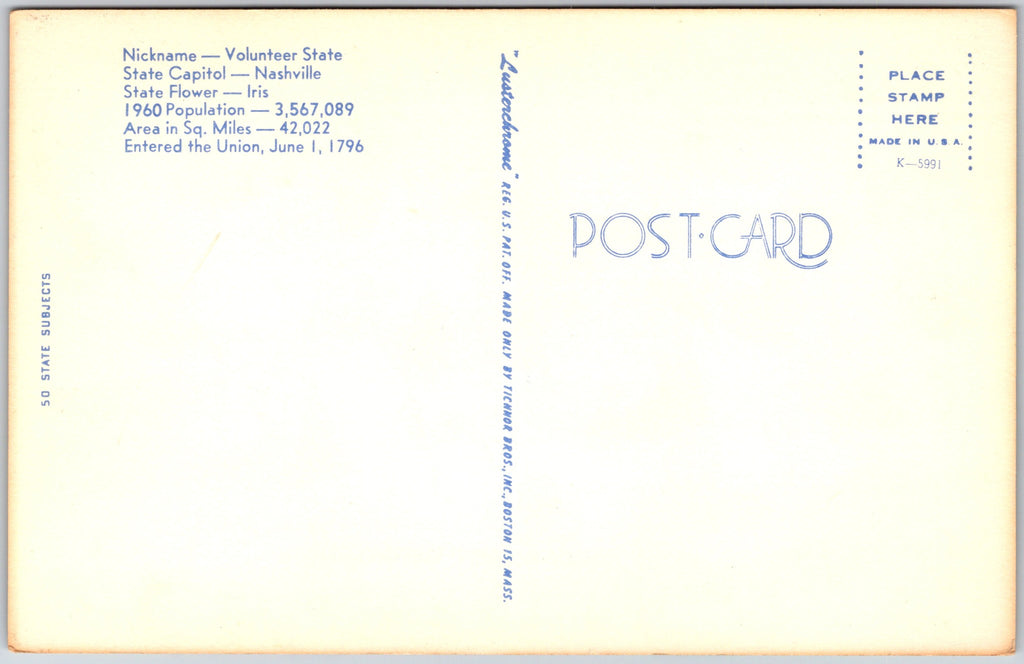 Nickname — Volunteer State
State Capitol — Nashville
State Flower — Iris
1960 Population — 3,567,089
Area in Sq. Miles — 42,022
Entered the Union, June 1, 1796
50 STATE SUBJECTS
"Lusterchrome" REG. U.S. PAT. OFF. MADE ONLY BY TICHNOR BROS., INC., BOSTON 15, MASS.
PLACE
STAMP
HERE
MADE IN U.S.A.
K—5991
POST·CARD